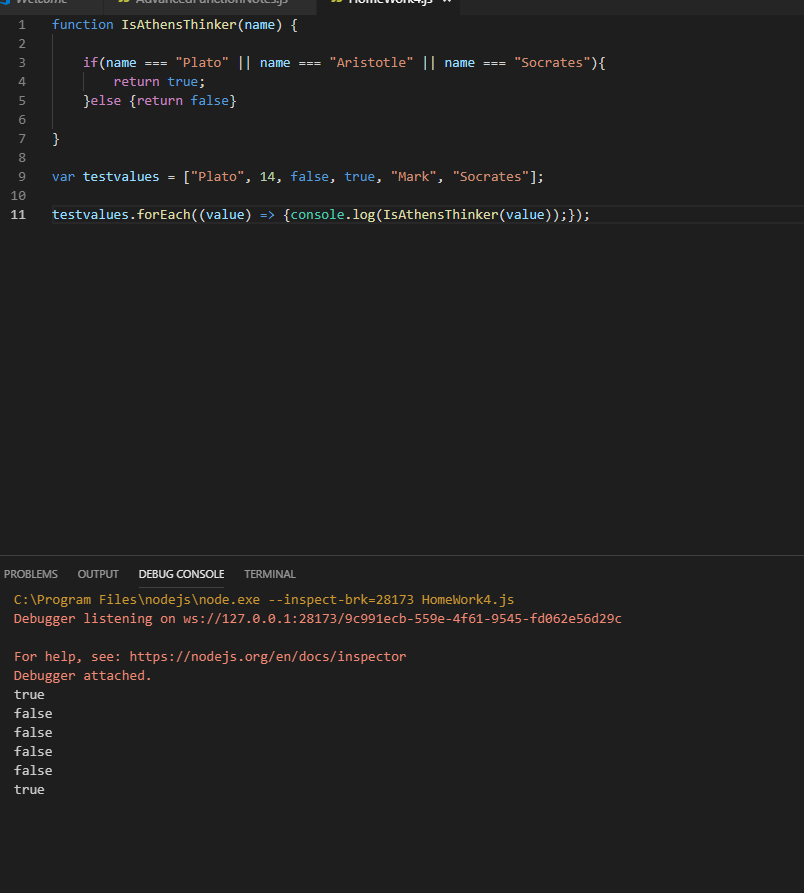 Welcome AdvancedFunctionNotes.js HomeWork4.js
1 function IsAthensThinker(name) {
2
3 if(name === "Plato" || name === "Aristotle" || name === "Socrates"){
4 return true;
5 }else {return false}
6
7 }
8
9 var testvalues = ["Plato", 14, false, true, "Mark", "Socrates"];
10
11 testvalues.forEach((value) => {console.log(IsAthensThinker(value));});
PROBLEMS OUTPUT DEBUG CONSOLE TERMINAL
C:\Program Files\nodejs\node.exe --inspect-brk=28173 HomeWork4.js
Debugger listening on ws://127.0.0.1:28173/9c991ecb-559e-4f61-9545-fd062e56d29c
For help, see: https://nodejs.org/en/docs/inspector
Debugger attached.
true
false
false
false
false
true